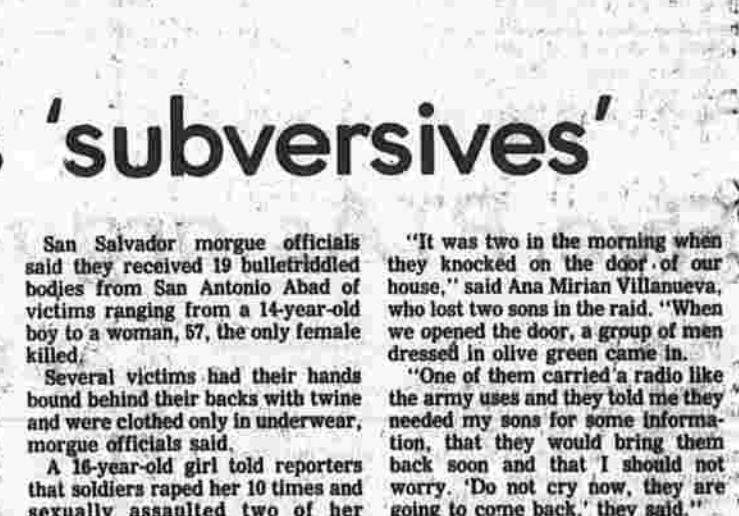 'subversives'
San Salvador morgue officials
said they received 19 bulletriddled
bodies from San Antonio Abad of
victims ranging from a 14-year-old
boy to a woman, 57, the only female
killed.
Several victims had their hands
bound behind their backs with twine
and were clothed only in underwear,
morgue officials said.
A 16-year-old girl told reporters
that soldiers raped her 10 times and
sexually assaulted two of her
"It was two in the morning when
they knocked on the door of our
house," said Ana Mirian Villanueva,
who lost two sons in the raid. "When
we opened the door, a group of men
dressed in olive green came in.
"One of them carried a radio like
the army uses and they told me they
needed my sons for some informa-
tion, that they would bring them
back soon and that I should not
worry. 'Do not cry now, they are
going to come back,' they said."